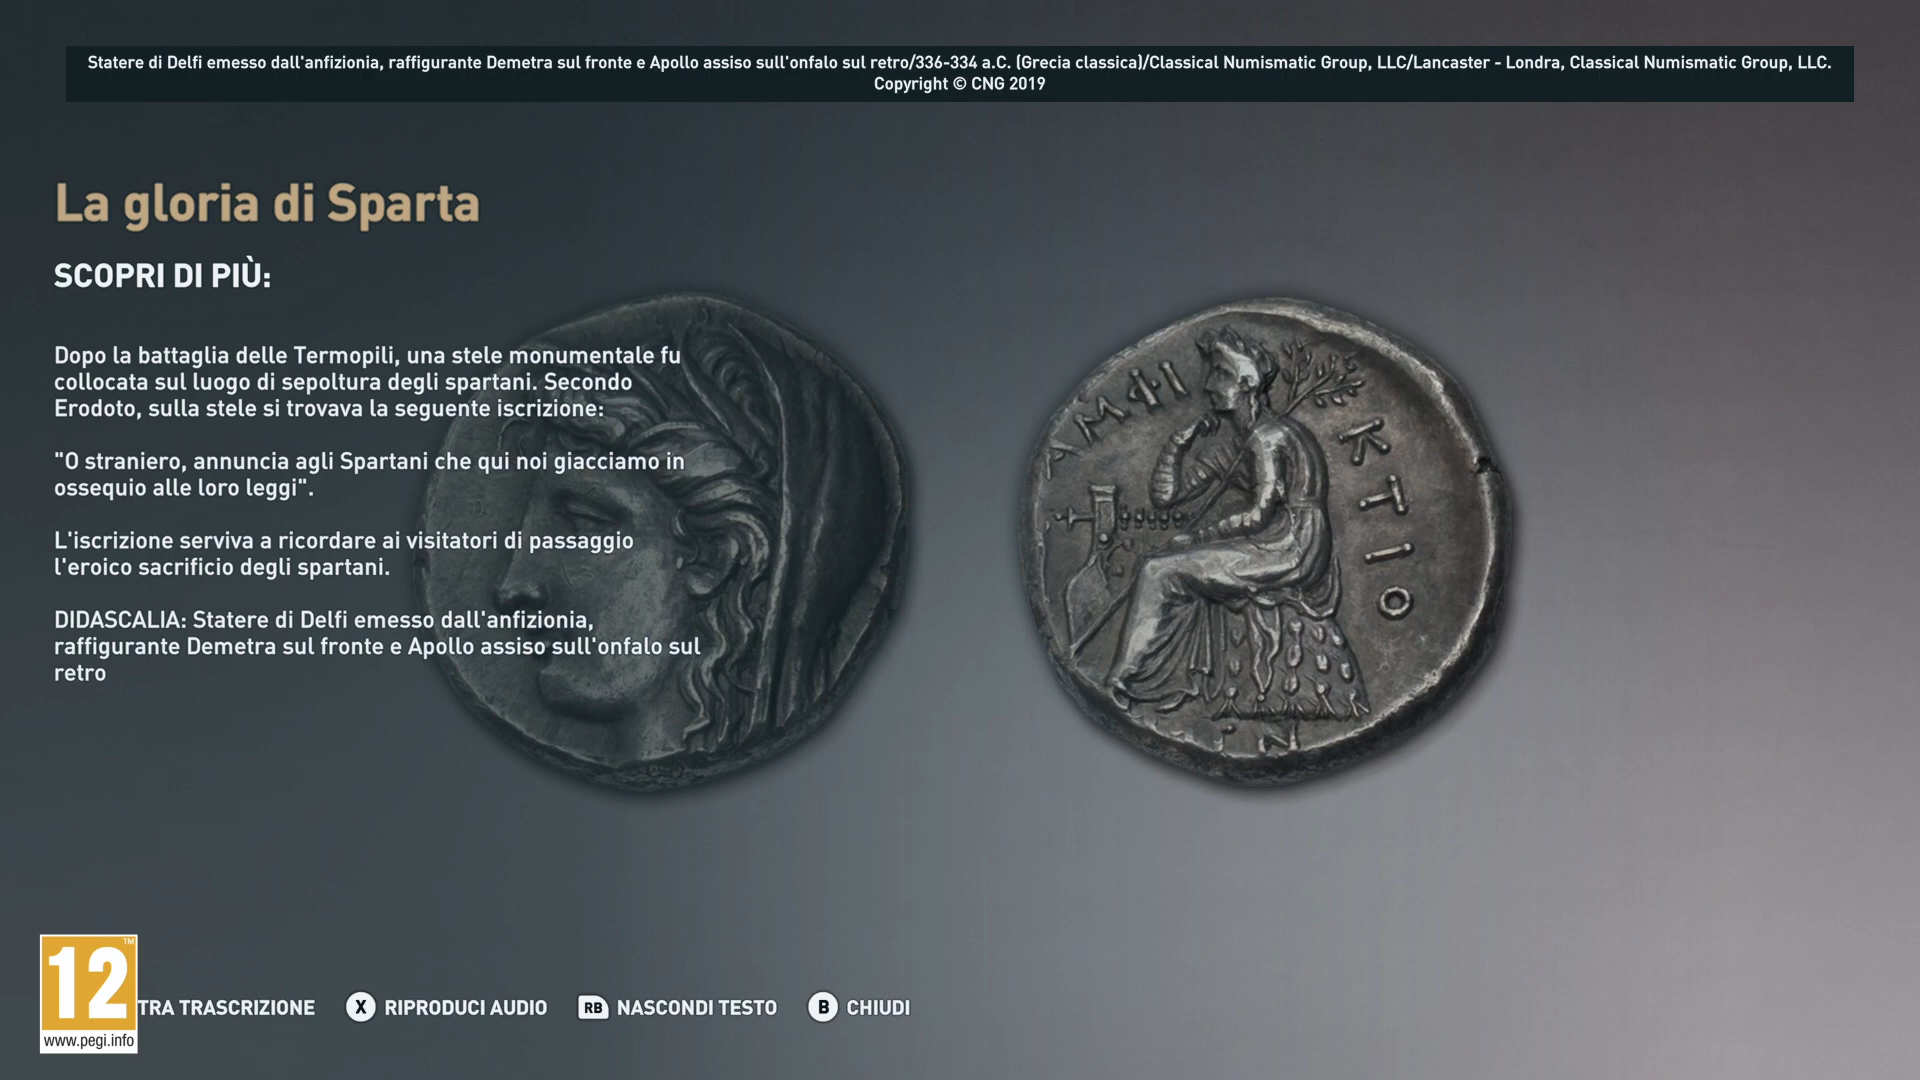 Statere di Delfi emesso dall'anfizionia, raffigurante Demetra sul fronte e Apollo assiso sull'onfalo sul retro/336-334 a.C. (Grecia classica)/Classical Numismatic Group, LLC/Lancaster - Londra, Classical Numismatic Group, LLC.
Copyright © CNG 2019
La gloria di Sparta
SCOPRI DI PIÙ:
Dopo la battaglia delle Termopili, una stele monumentale fu
collocata sul luogo di sepoltura degli spartani. Secondo
Erodoto, sulla stele si trovava la seguente iscrizione:
"O straniero, annuncia agli Spartani che qui noi giacciamo in
ossequio alle loro leggi".
L'iscrizione serviva a ricordare ai visitatori di passaggio
l'eroico sacrificio degli spartani.
DIDASCALIA: Statere di Delfi emesso dall'anfizionia,
raffigurante Demetra sul fronte e Apollo assiso sull'onfalo sul
retro
ΑΜΦΙ
ΚΤΙΟ
Ν
12™
www.pegi.info
TRA TRASCRIZIONE
X RIPRODUCI AUDIO
RB NASCONDI TESTO
B CHIUDI